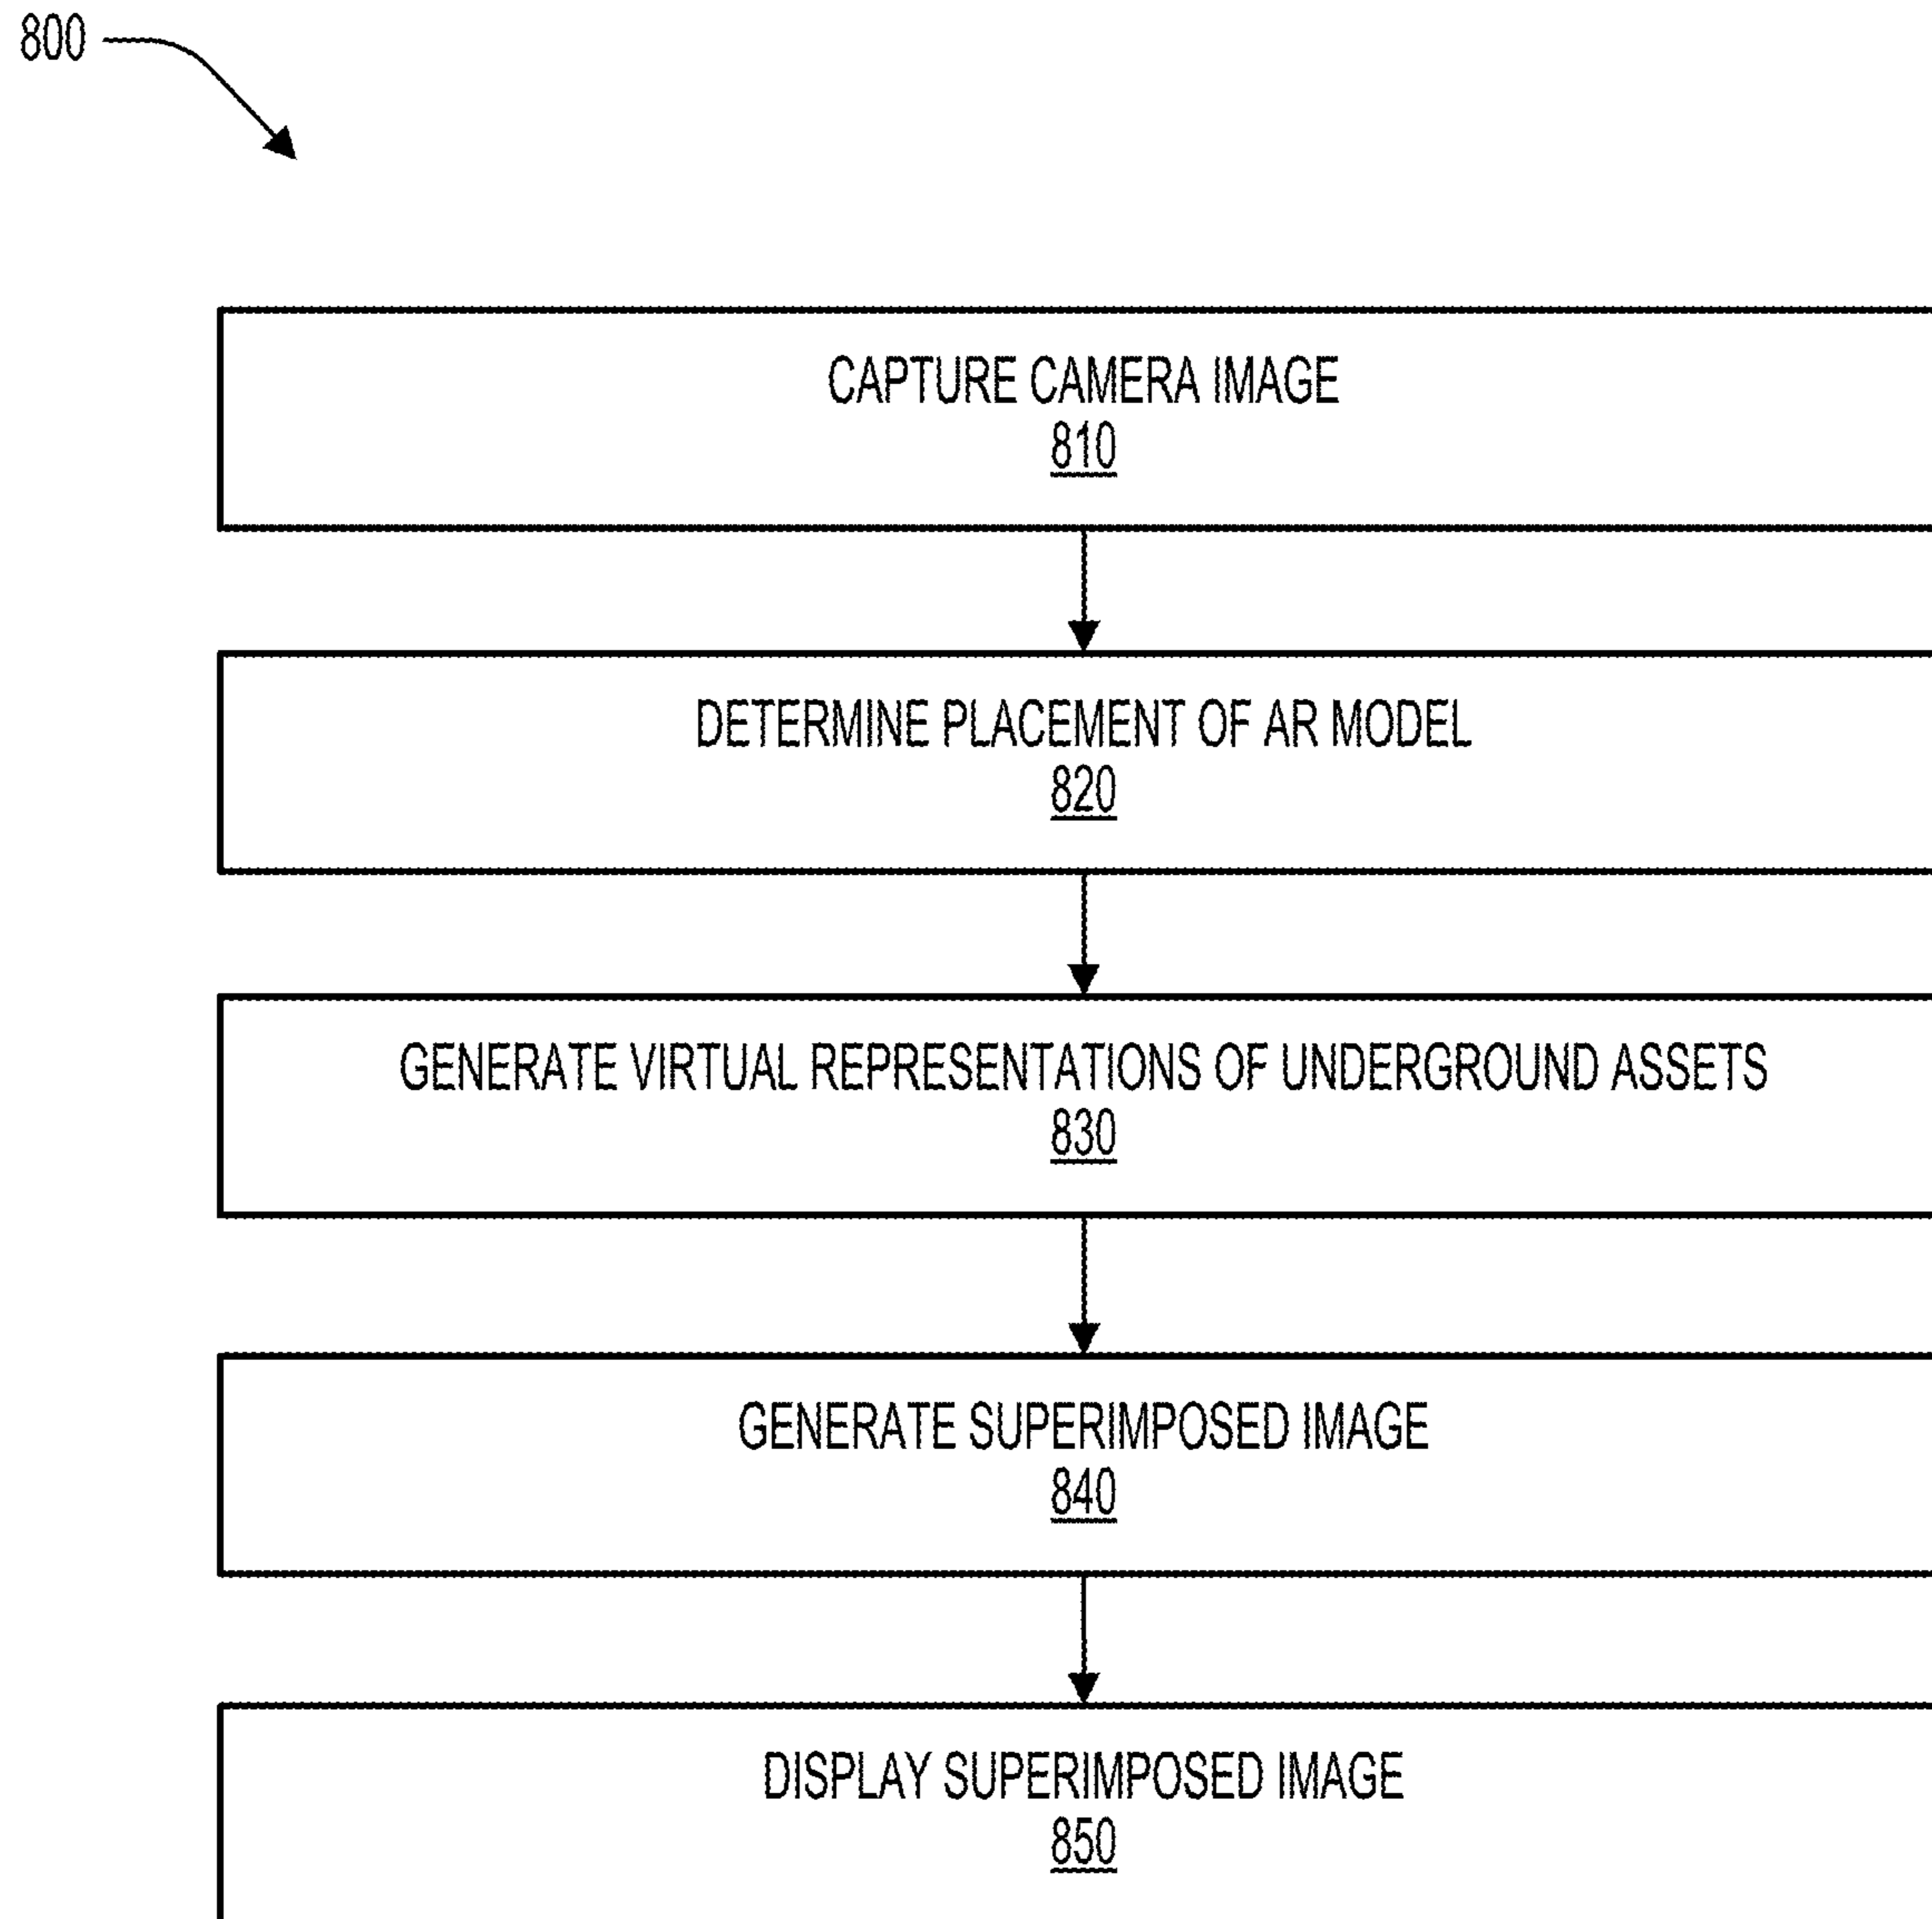 800
CAPTURE CAMERA IMAGE
810
DETERMINE PLACEMENT OF AR MODEL
820
GENERATE VIRTUAL REPRESENTATIONS OF UNDERGROUND ASSETS
830
GENERATE SUPERIMPOSED IMAGE
840
DISPLAY SUPERIMPOSED IMAGE
850